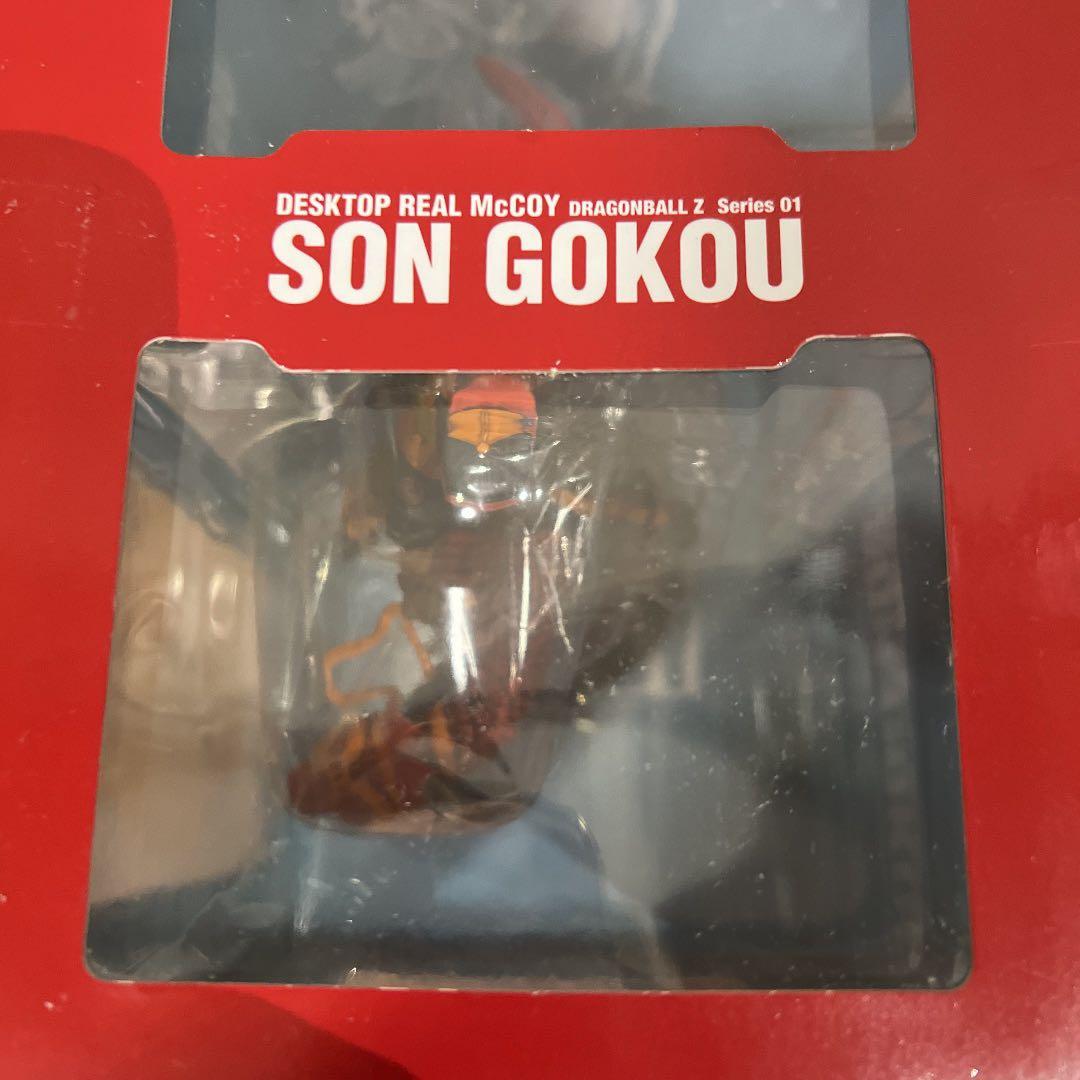 DESKTOP REAL McCOY DRAGONBALL Z Series 01
SON GOKOU